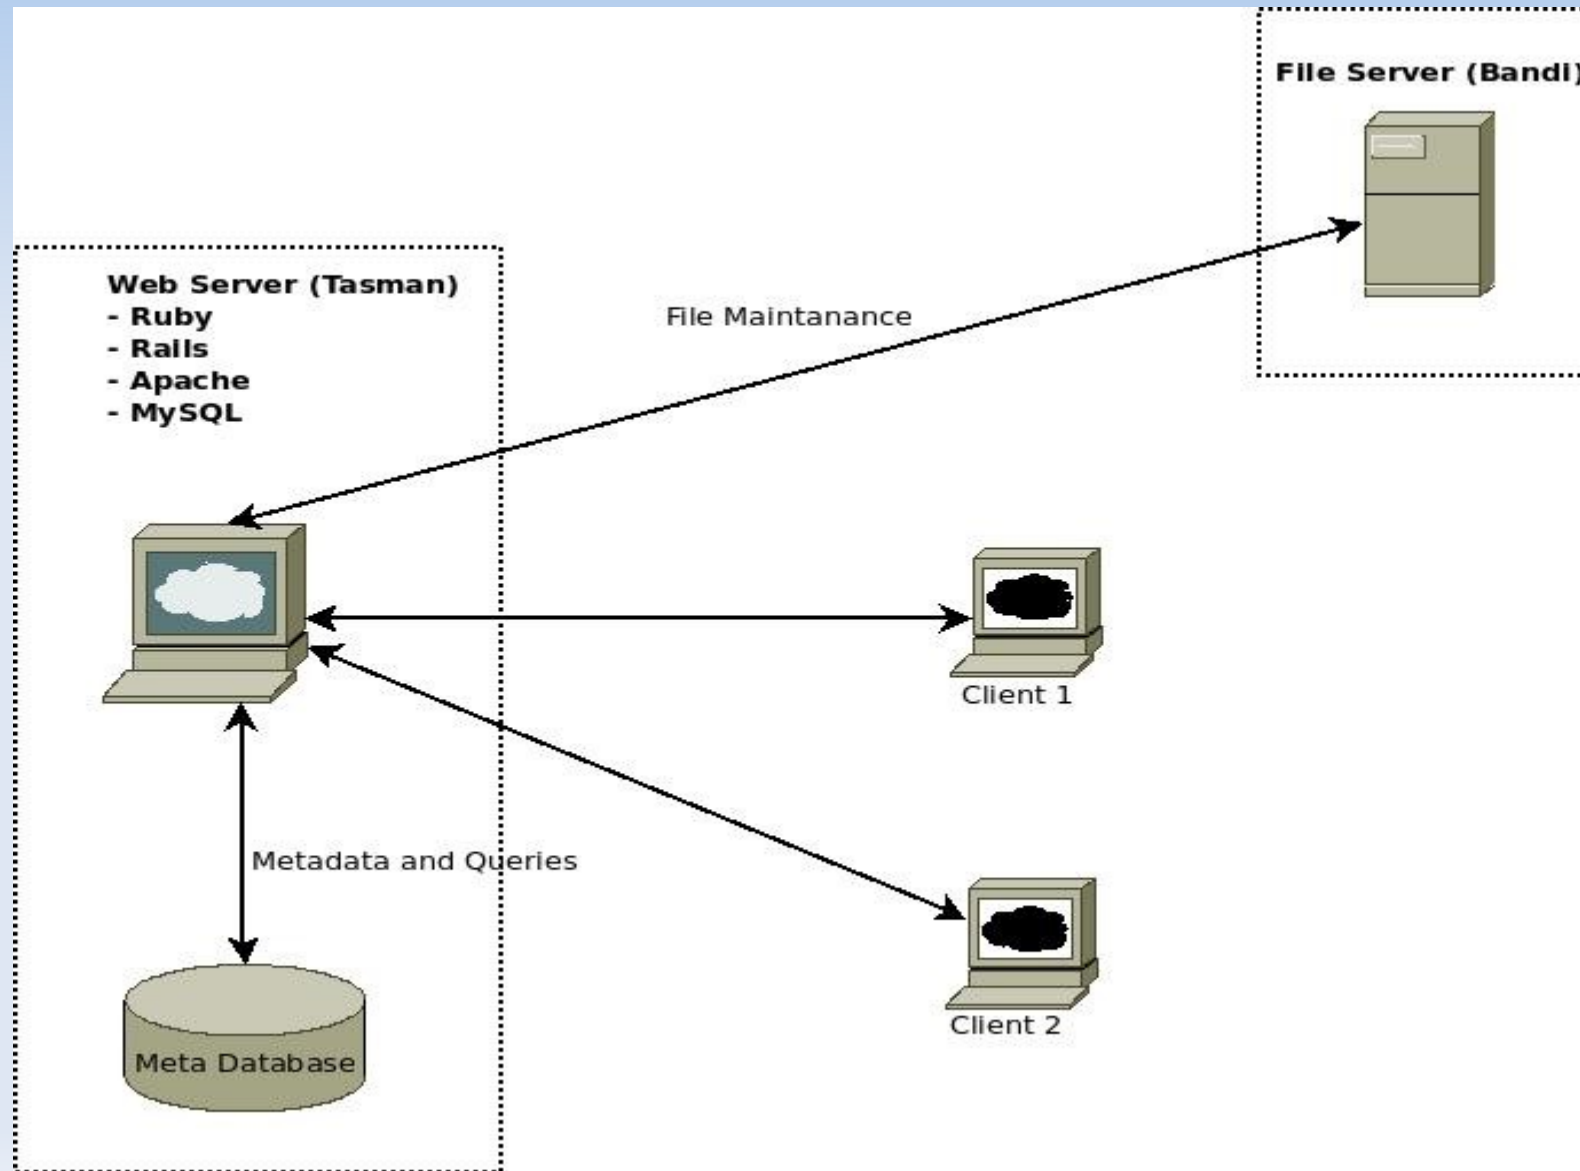 File Server (Bandi)
Web Server (Tasman)
- Ruby
- Rails
- Apache
- MySQL
File Maintanance
Client 1
Metadata and Queries
Client 2
Meta Database